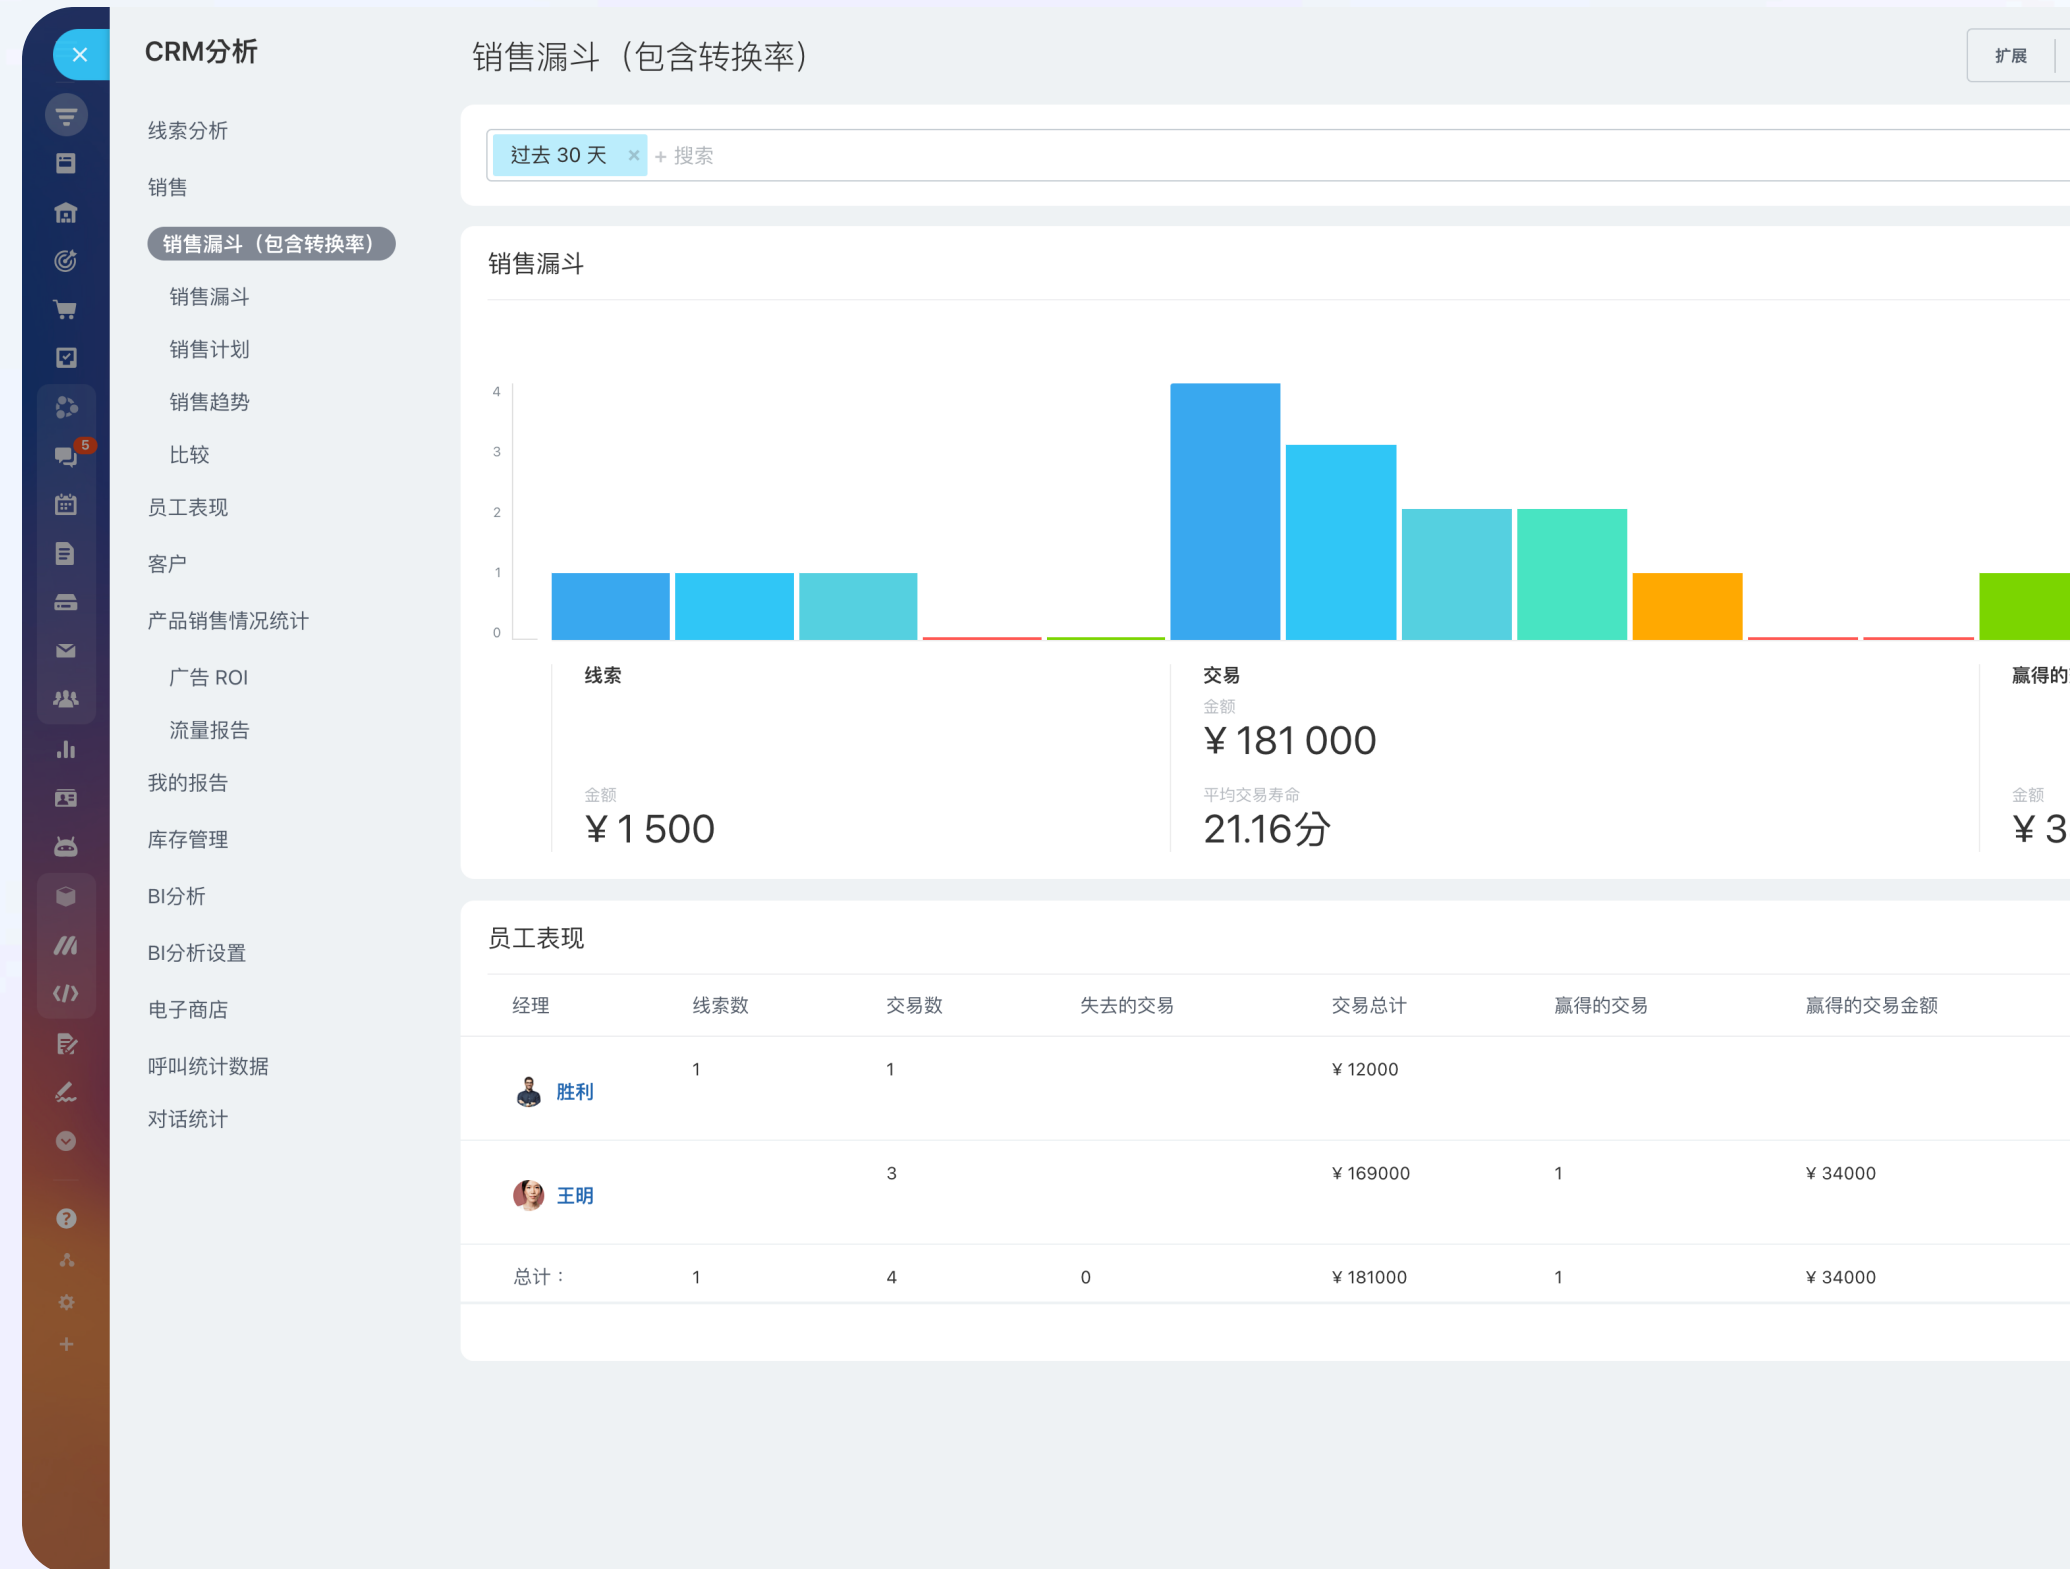 CRM分析
线索分析
销售
销售漏斗（包含转换率）
销售漏斗
销售计划
销售趋势
比较
员工表现
客户
产品销售情况统计
广告 ROI
流量报告
我的报告
库存管理
BI分析
BI分析设置
电子商店
呼叫统计数据
对话统计
5
销售漏斗（包含转换率）
扩展
过去 30 天 × + 搜索
销售漏斗
4
3
2
1
0
线索
金额
¥ 1 500
交易
金额
¥ 181 000
平均交易寿命
21.16分
赢得的
金额
¥ 3
员工表现
经理 线索数 交易数 失去的交易 交易总计 赢得的交易 赢得的交易金额
胜利 1 1 ¥ 12000
王明 3 ¥ 169000 1 ¥ 34000
总计： 1 4 0 ¥ 181000 1 ¥ 34000